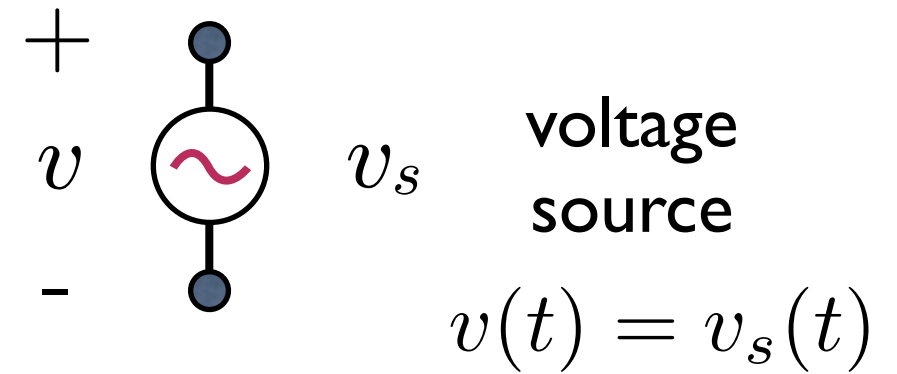 +
v
-
v_s
voltage
source
v(t) = v_s(t)